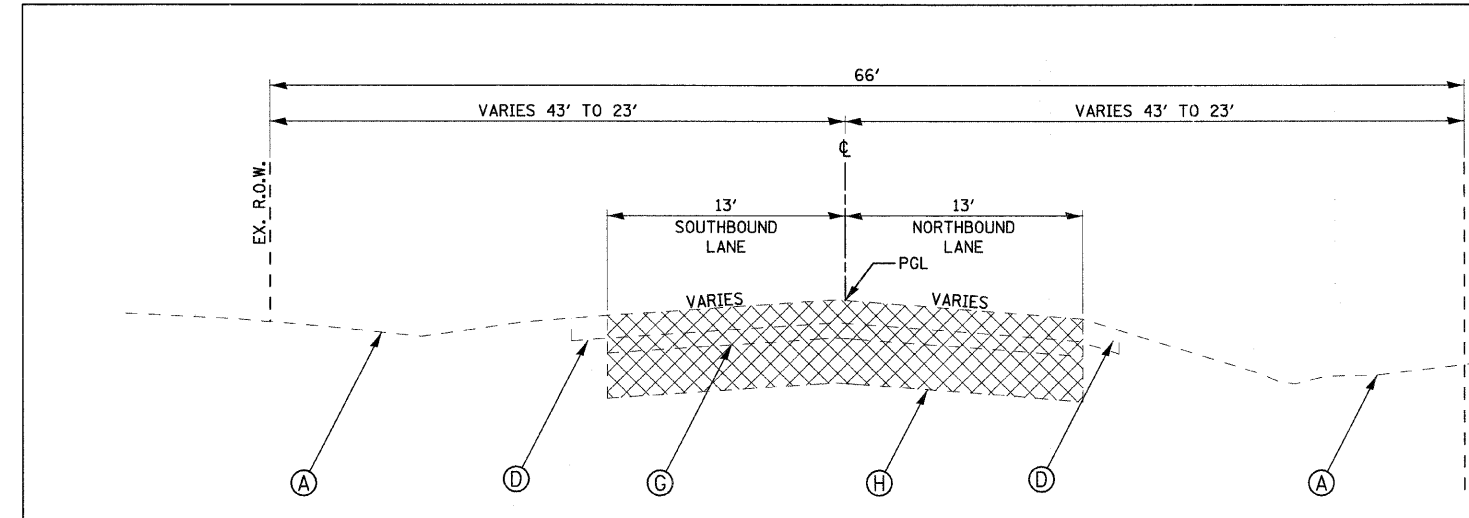 66'
VARIES 43' TO 23'
VARIES 43' TO 23'
℄
EX. R.O.W.
13'
SOUTHBOUND
LANE
13'
NORTHBOUND
LANE
PGL
VARIES
VARIES
A
D
G
H
D
A